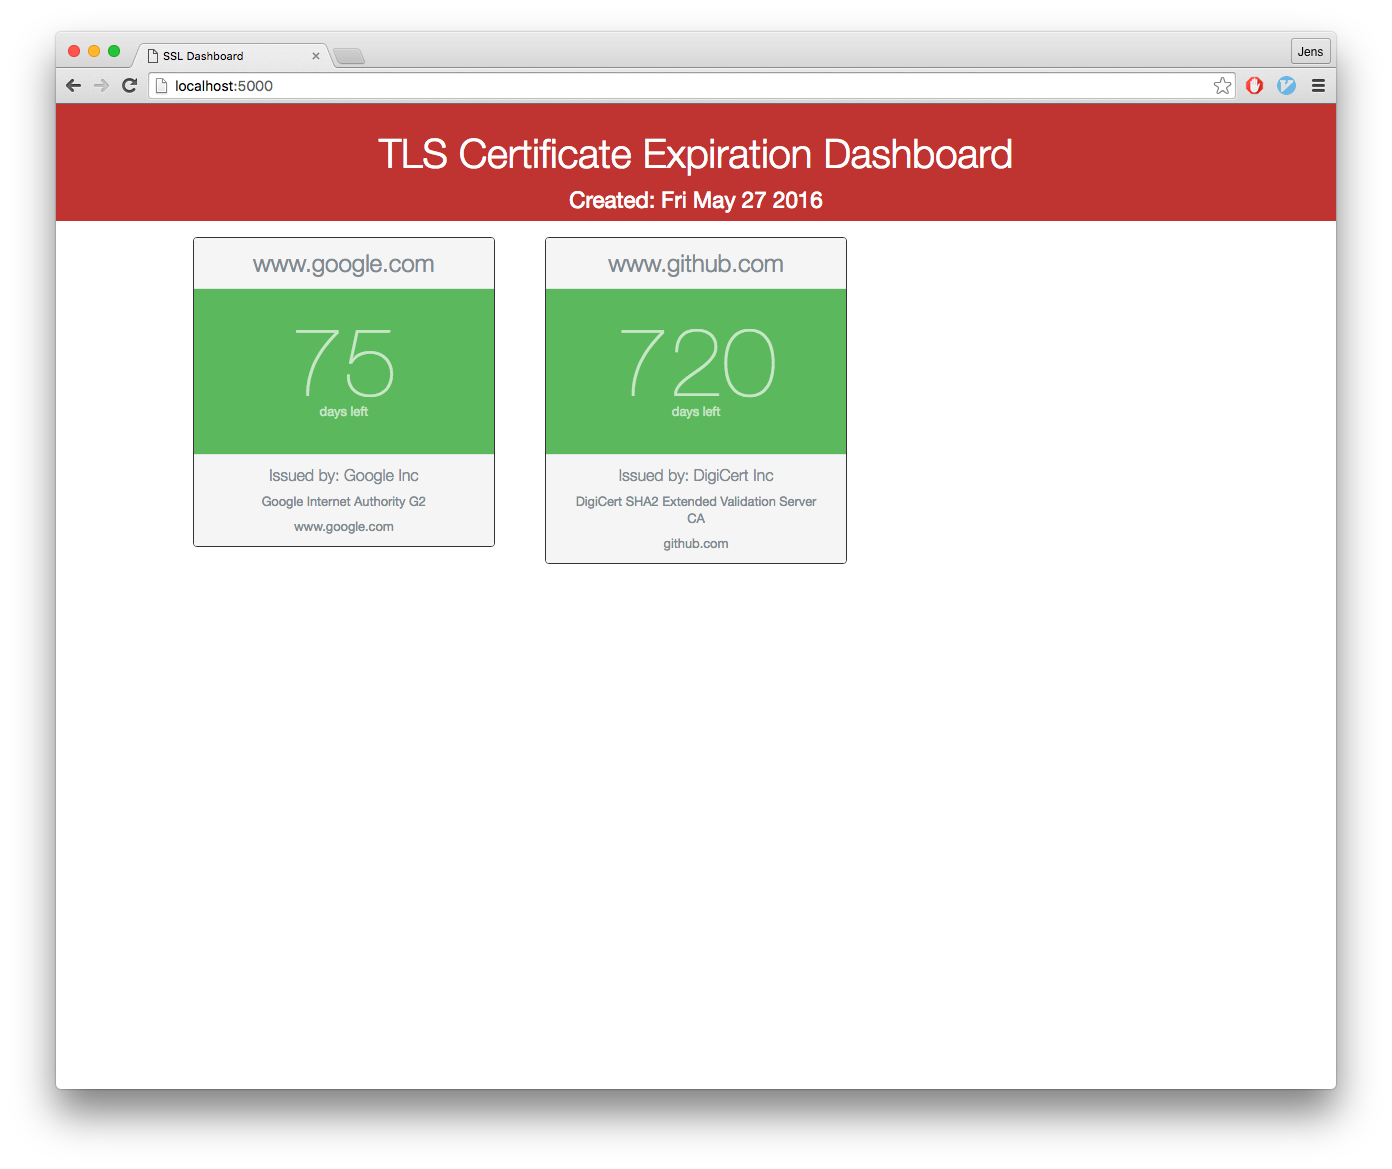 SSL Dashboard
Jens
localhost:5000
TLS Certificate Expiration Dashboard
Created: Fri May 27 2016
www.google.com
75
days left
Issued by: Google Inc
Google Internet Authority G2
www.google.com
www.github.com
720
days left
Issued by: DigiCert Inc
DigiCert SHA2 Extended Validation Server
CA
github.com